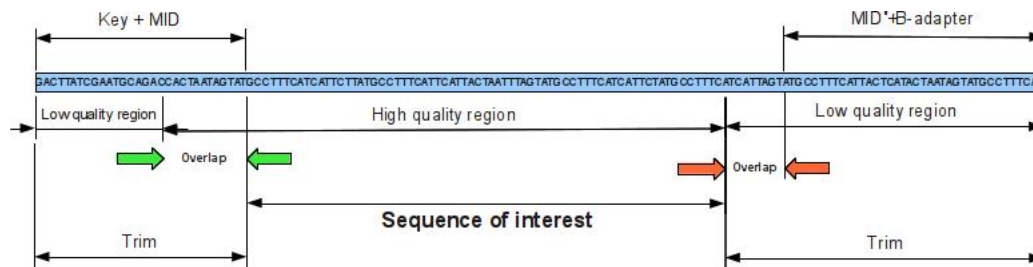 Key + MID
MID*+B-adapter
GACTTATCGAATGCAGACCACTAATAGTATGCCTTTCATCATTCTTATGCCTTTCATTCATTACTAATTTAGTATGCCTTTCATCATTCTATGCCTTTCATCATTAGTATGCCTTTCATTACTCATACTAATAGTATGCCTTTCA
Low quality region
High quality region
Low quality region
Overlap
Overlap
Sequence of interest
Trim
Trim